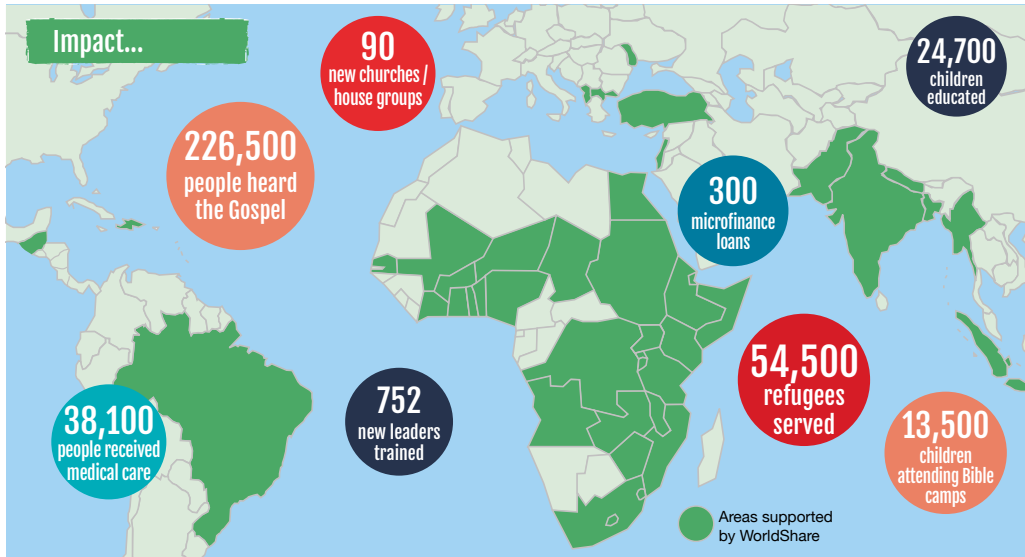 Impact...
90
new churches /
house groups
24,700
children
educated
226,500
people heard
the Gospel
300
microfinance
loans
54,500
refugees
served
38,100
people received
medical care
752
new leaders
trained
13,500
children
attending Bible
camps
Areas supported
by WorldShare